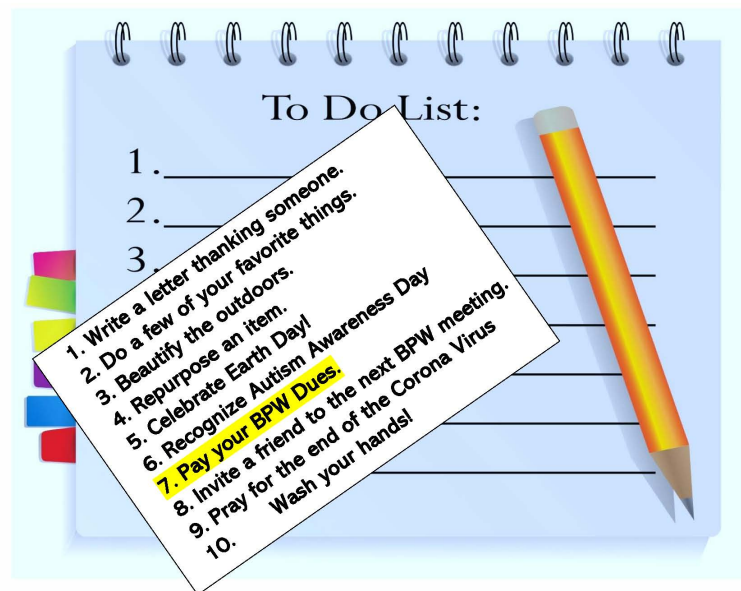 To Do List:
1.
2.
3.
1. Write a letter thanking someone.
2. Do a few of your favorite things.
3. Beautify the outdoors.
4. Repurpose an item.
5. Celebrate Earth Day!
6. Recognize Autism Awareness Day
7. Pay your BPW Dues.
8. Invite a friend to the next BPW meeting.
9. Pray for the end of the Corona Virus
10. Wash your hands!